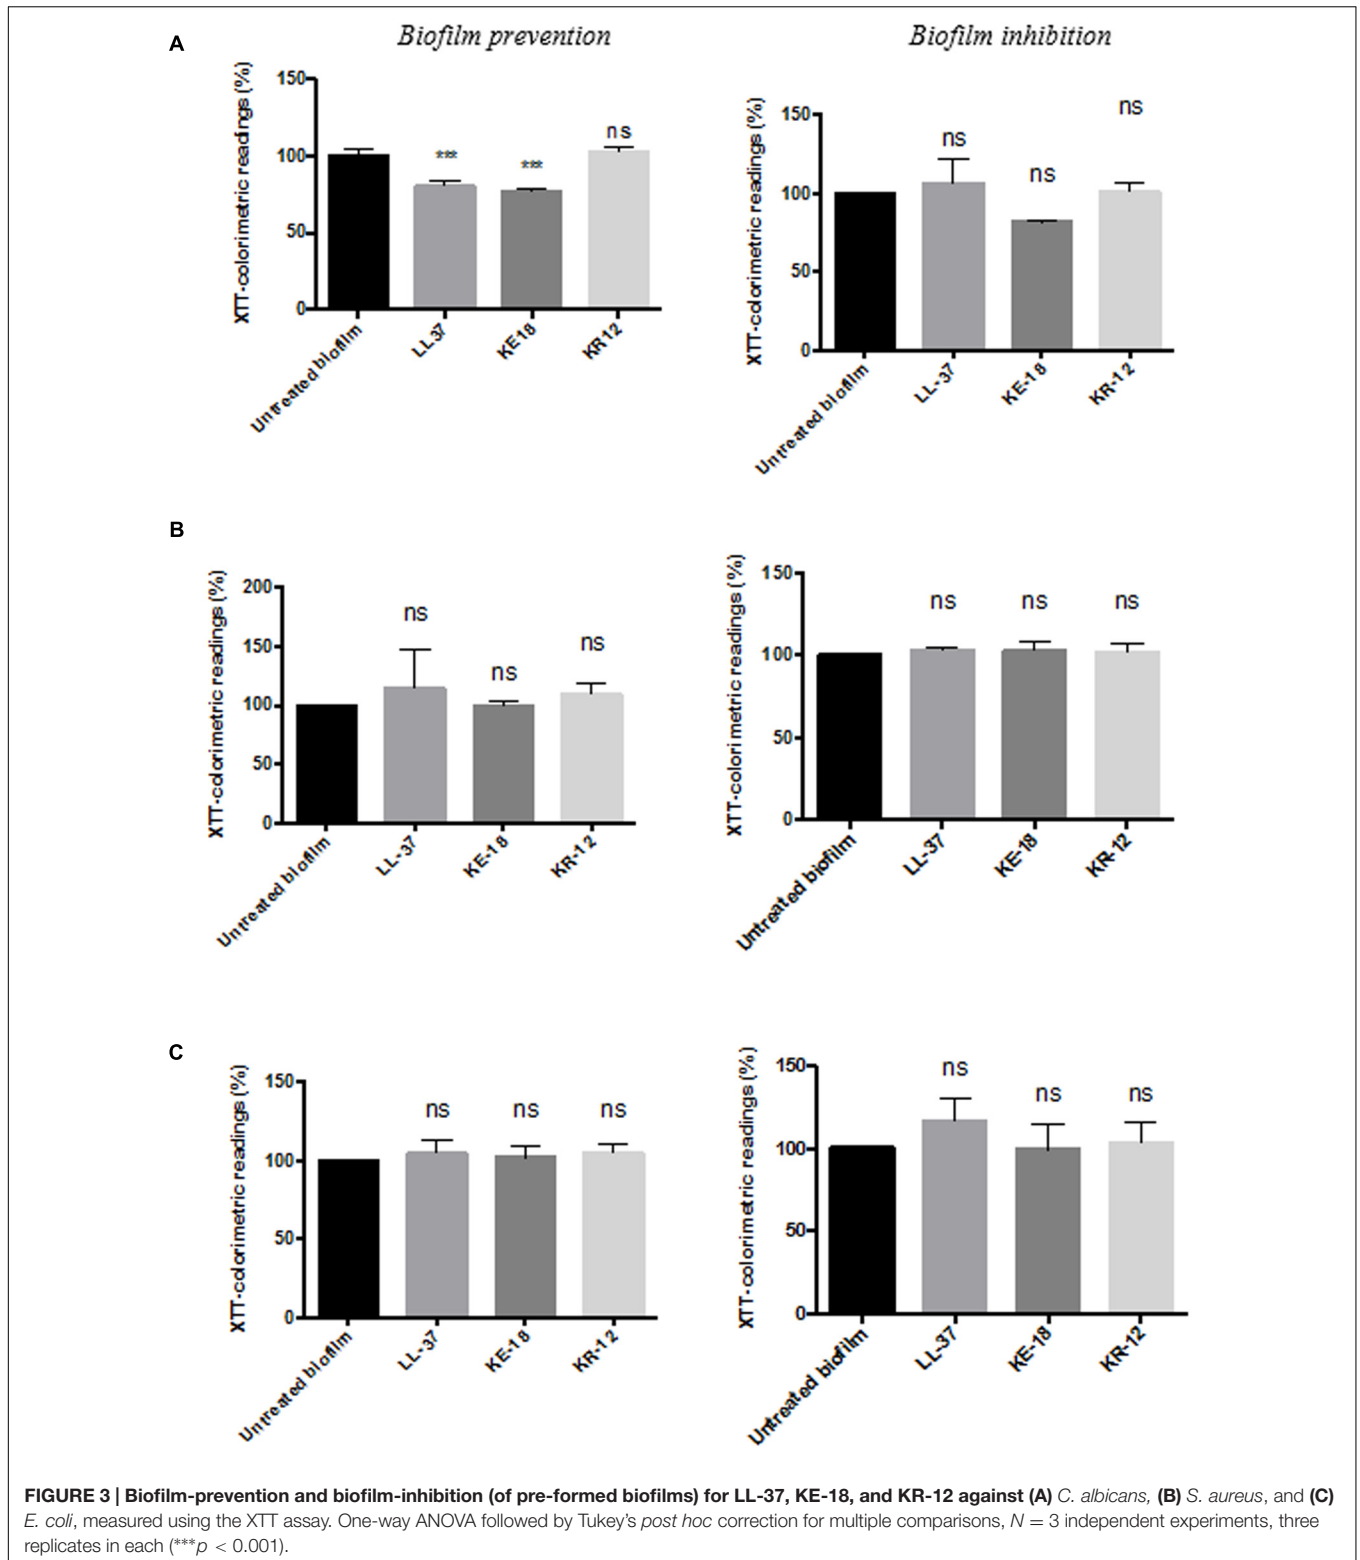 A
Biofilm prevention
Biofilm inhibition
XTT-colorimetric readings (%)
150
100
50
0
***
***
ns
Untreated biofilm
LL37
KE18
KR12
XTT-colorimetric readings (%)
150
100
50
0
ns
ns
ns
Untreated biofilm
LL-37
KE-18
KR-12
B
XTT-colorimetric readings (%)
200
150
100
50
0
ns
ns
ns
Untreated biofilm
LL-37
KE-18
KR-12
XTT-colorimetric readings (%)
150
100
50
0
ns
ns
ns
Untreated biofilm
LL-37
KE-18
KR-12
C
XTT-colorimetric readings (%)
150
100
50
0
ns
ns
ns
Untreated biofilm
LL-37
KE-18
KR-12
XTT-colorimetric readings (%)
150
100
50
0
ns
ns
ns
Untreated biofilm
LL-37
KE-18
KR-12
FIGURE 3 | Biofilm-prevention and biofilm-inhibition (of pre-formed biofilms) for LL-37, KE-18, and KR-12 against (A) C. albicans, (B) S. aureus, and (C)
E. coli, measured using the XTT assay. One-way ANOVA followed by Tukey's post hoc correction for multiple comparisons, N = 3 independent experiments, three
replicates in each (***p < 0.001).